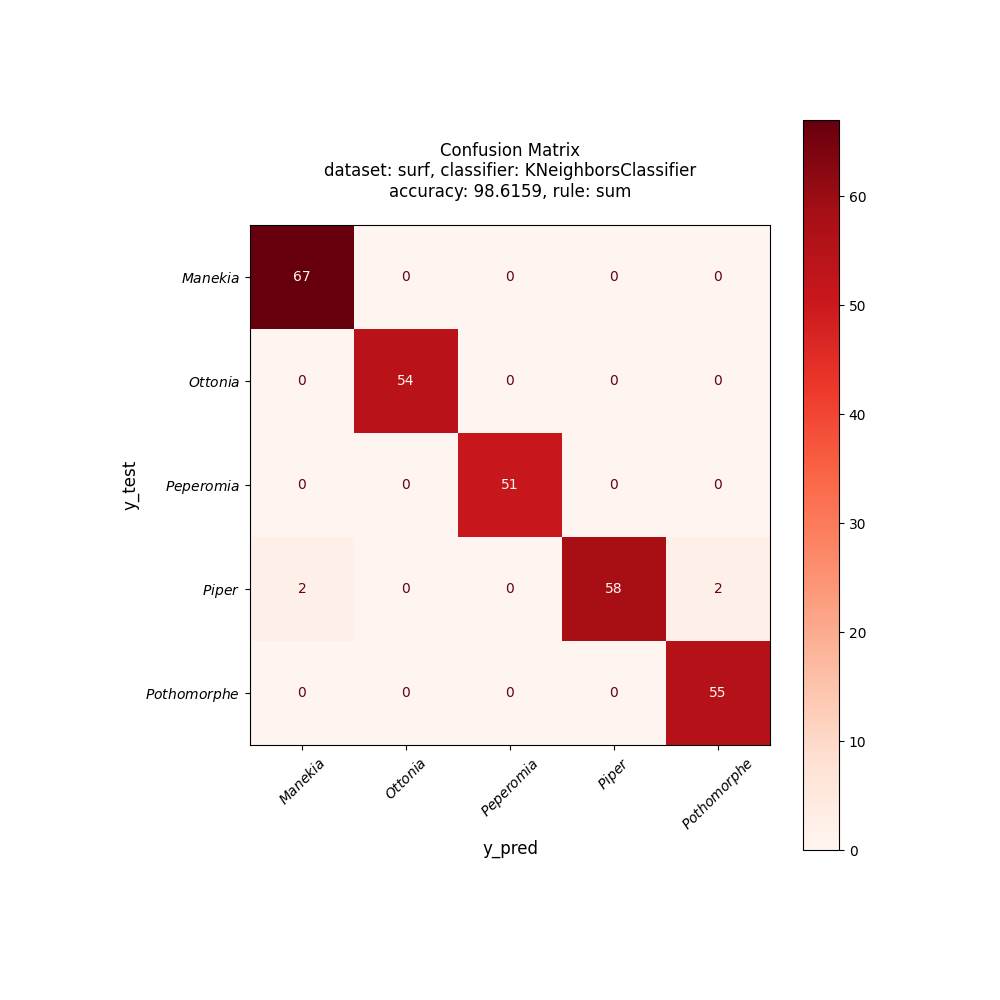 Confusion Matrix
dataset: surf, classifier: KNeighborsClassifier
accuracy: 98.6159, rule: sum
Manekia 67 0 0 0 0
Ottonia 0 54 0 0 0
Peperomia 0 0 51 0 0
Piper 2 0 0 58 2
Pothomorphe 0 0 0 0 55
y_test
Manekia Ottonia Peperomia Piper Pothomorphe
y_pred
60
50
40
30
20
10
0